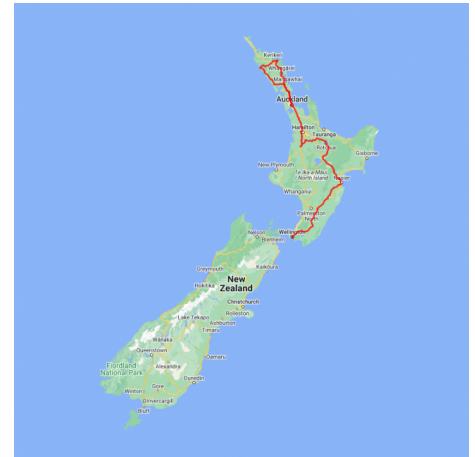 Kerikeri
Whangārei
Mangawhai
Auckland
Hamilton
Tauranga
Rotorua
Gisborne
New Plymouth
Te Ika-a-Māui
/ North Island
Napier
Whanganui
Palmerston
North
Wellington
Nelson
Blenheim
Greymouth
Kaikōura
Hokitika
New
Zealand
Christchurch
Rolleston
Lake Tekapo
Ashburton
Timaru
Wānaka
Queenstown
Oamaru
Fiordland
National Park
Alexandra
Dunedin
Winton
Gore
Invercargill
Bluff